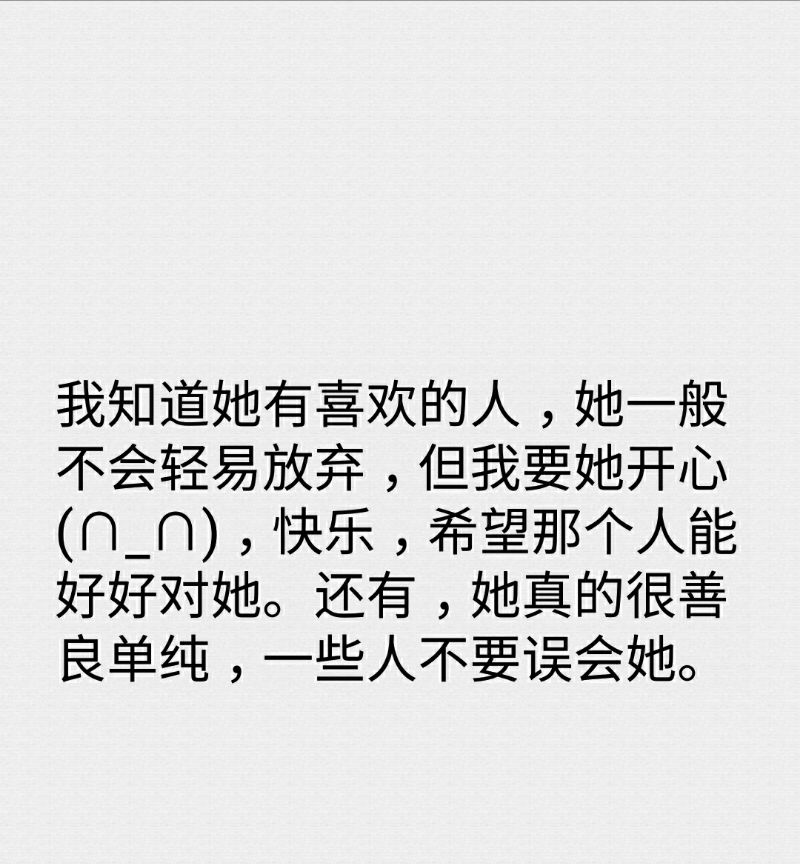 我知道她有喜欢的人，她一般
不会轻易放弃，但我要她开心
(∩_∩)，快乐，希望那个人能
好好对她。还有，她真的很善
良单纯，一些人不要误会她。